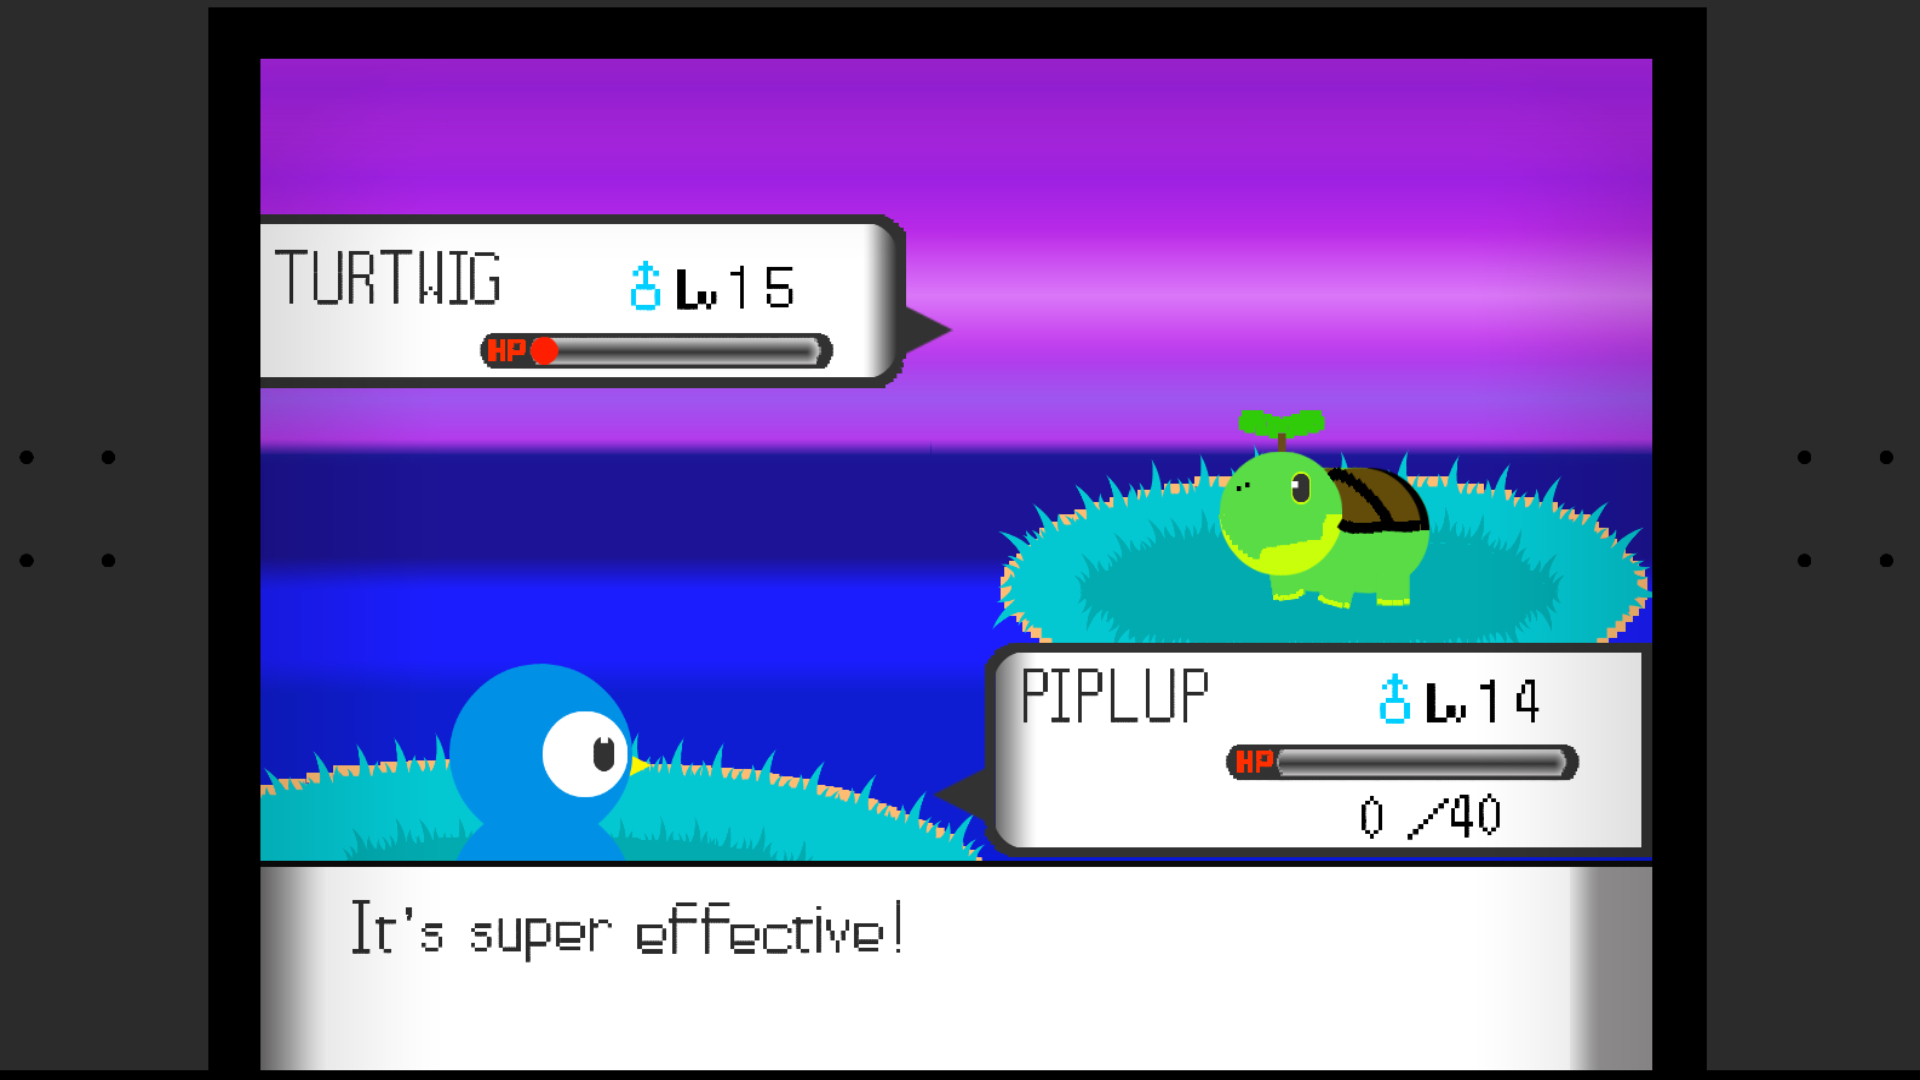 TURTWIG ♂ Lv15
HP
PIPLUP ♂ Lv14
HP
0 /40
It's super effective!